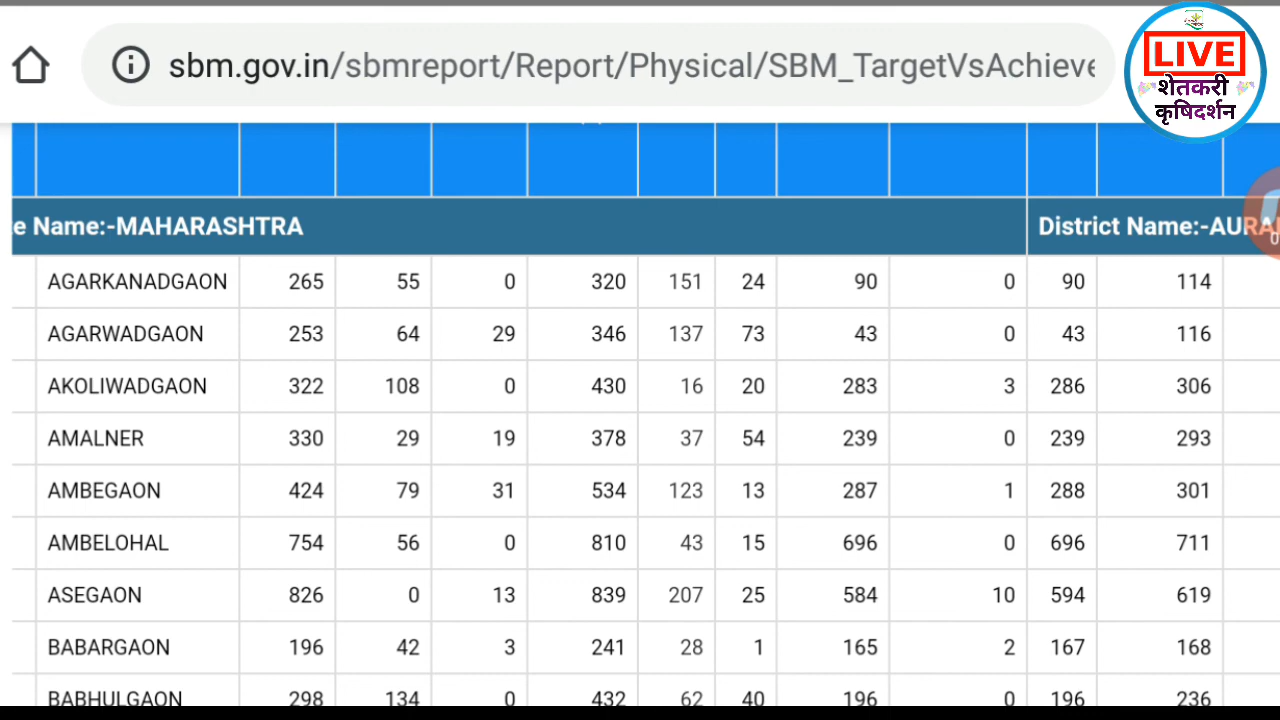 sbm.gov.in/sbmreport/Report/Physical/SBM_TargetVsAchieve
LIVE
शेतकरी
कृषिदर्शन
e Name:-MAHARASHTRA District Name:-AURA
AGARKANADGAON 265 55 0 320 151 24 90 0 90 114
AGARWADGAON 253 64 29 346 137 73 43 0 43 116
AKOLIWADGAON 322 108 0 430 16 20 283 3 286 306
AMALNER 330 29 19 378 37 54 239 0 239 293
AMBEGAON 424 79 31 534 123 13 287 1 288 301
AMBELOHAL 754 56 0 810 43 15 696 0 696 711
ASEGAON 826 0 13 839 207 25 584 10 594 619
BABARGAON 196 42 3 241 28 1 165 2 167 168
BABHULGAON 298 134 0 432 62 40 196 0 196 236